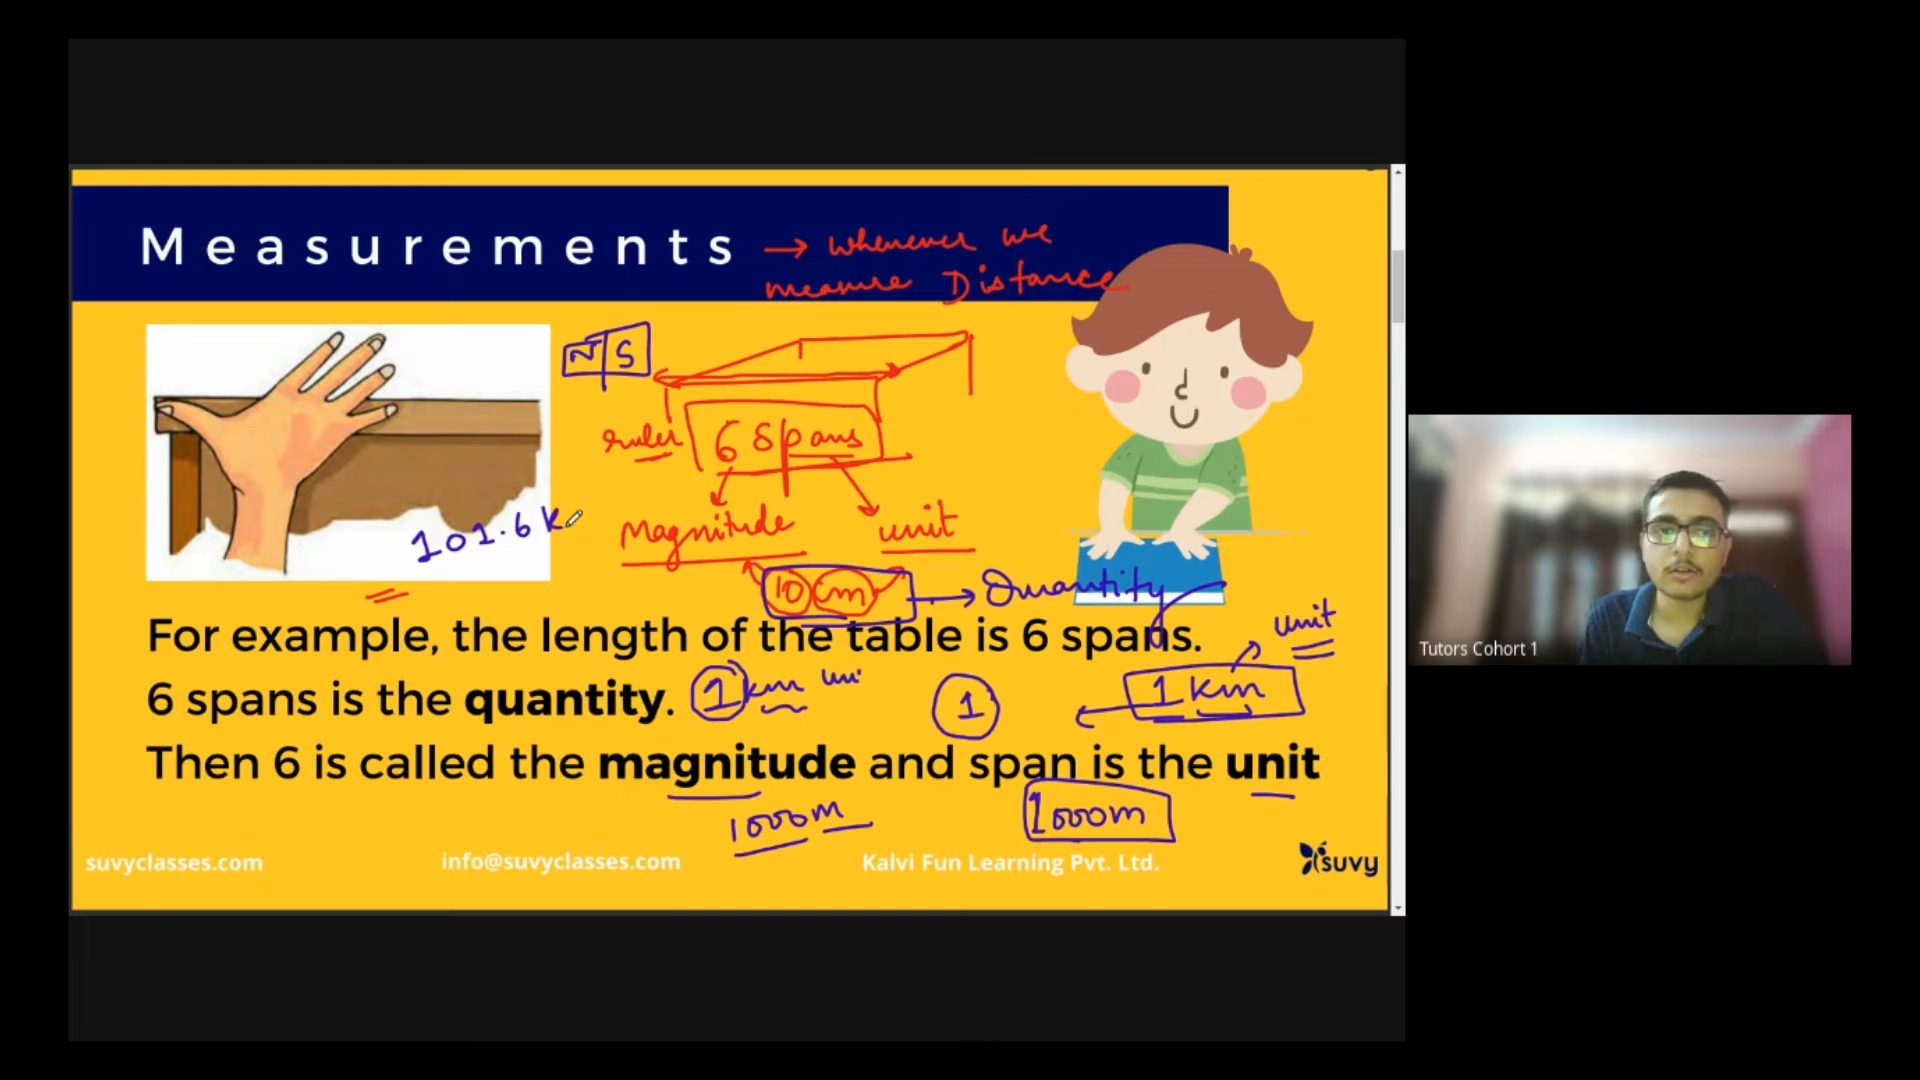 Measurements → whenever we
measure Distance
N S
ruler 6 spans
101.6 k
Magnitude unit
10 cm → Quantity
For example, the length of the table is 6 spans.
unit
6 spans is the quantity. 1 km uni 1 1 km
Then 6 is called the magnitude and span is the unit
1000m 1000m
suvyclasses.com info@suvyclasses.com Kalvi Fun Learning Pvt. Ltd. suvy
Tutors Cohort 1